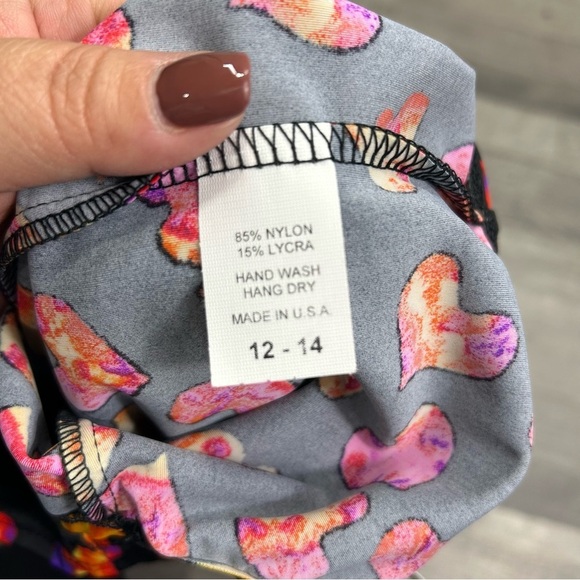 85% NYLON
15% LYCRA
HAND WASH
HANG DRY
MADE IN U.S.A.
12 - 14